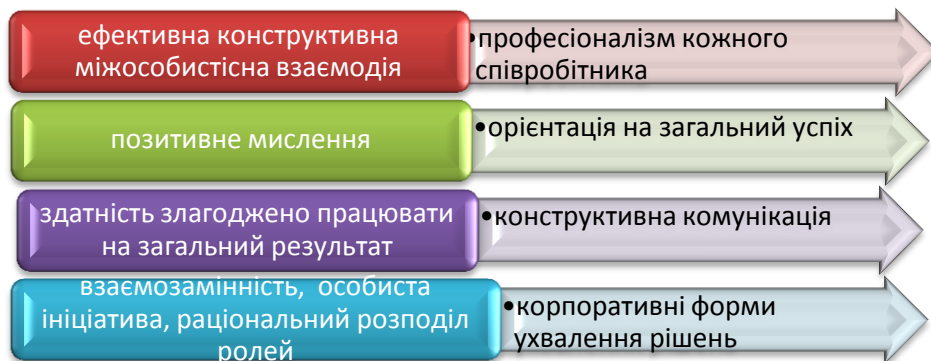 ефективна конструктивна
міжособистісна взаємодія
•професіоналізм кожного
співробітника
позитивне мислення
•орієнтація на загальний успіх
здатність злагоджено працювати
на загальний результат
•конструктивна комунікація
взаємозамінність, особиста
ініціатива, раціональний розподіл
ролей
•корпоративні форми
ухвалення рішень